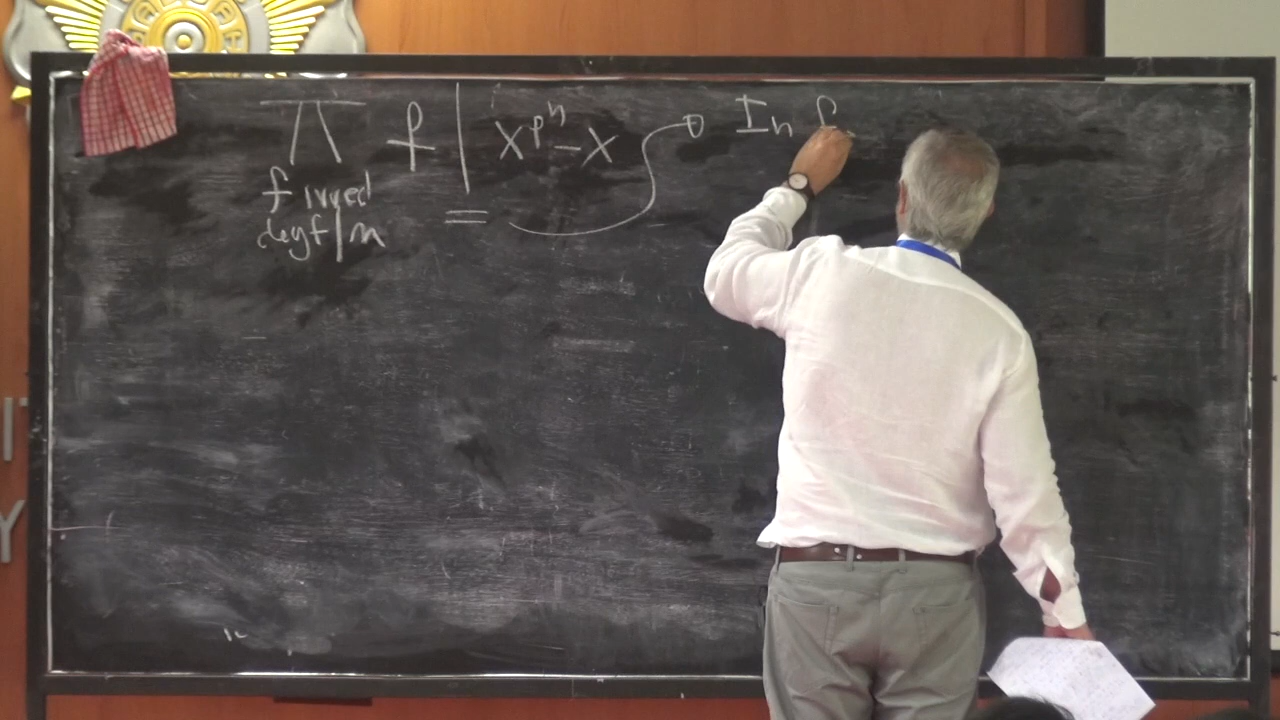 ∏ f | X^{p^n} - X In f
f irred =
deg f | n